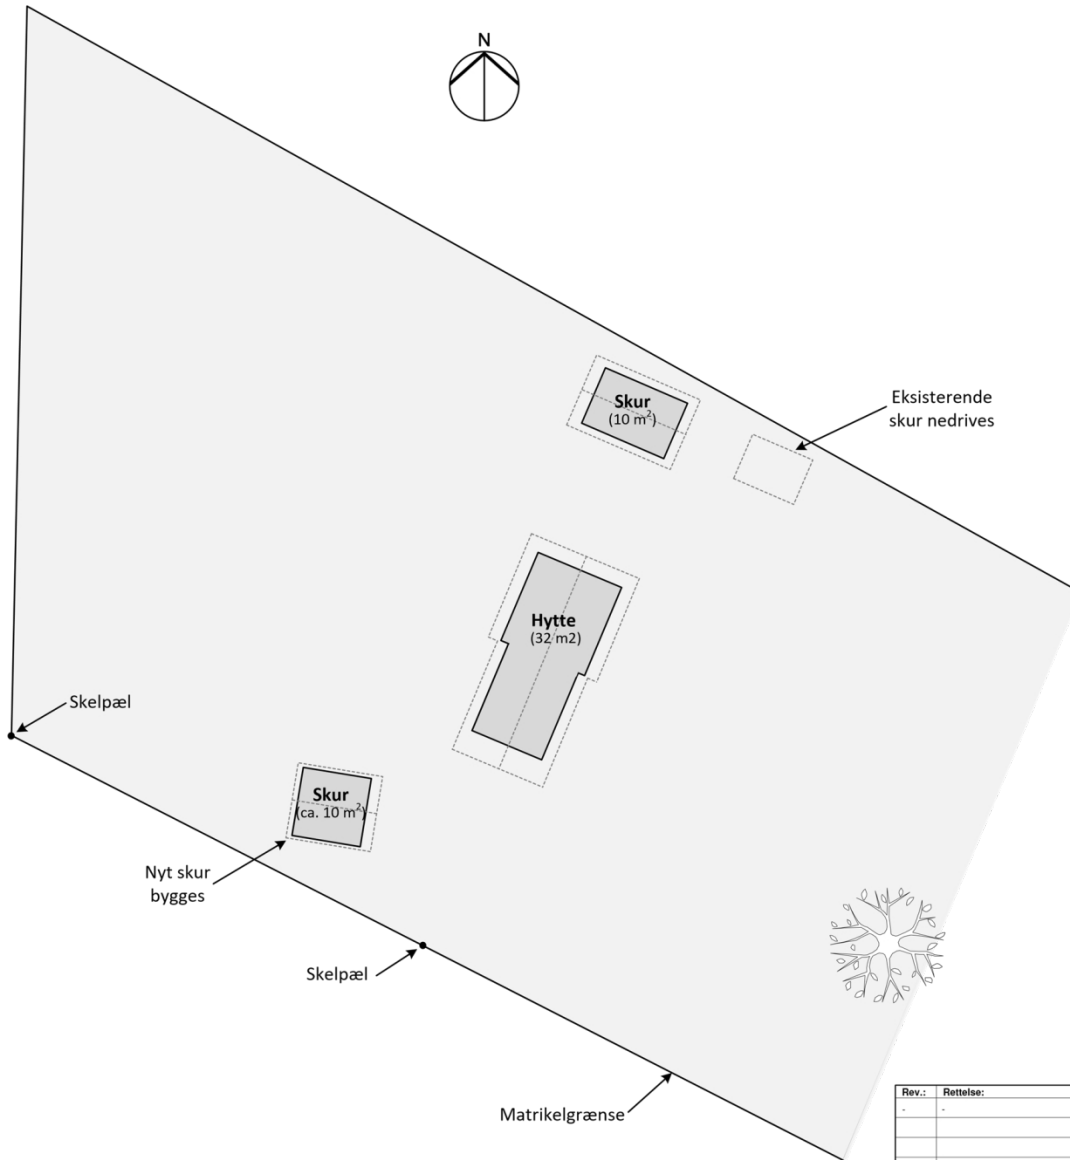 N
Skur
(10 m²)
Eksisterende
skur nedrives
Hytte
(32 m2)
Skelpæl
Skur
(ca. 10 m²)
Nyt skur
bygges
Skelpæl
Matrikelgrænse
Rev.: Rettelse:
- -